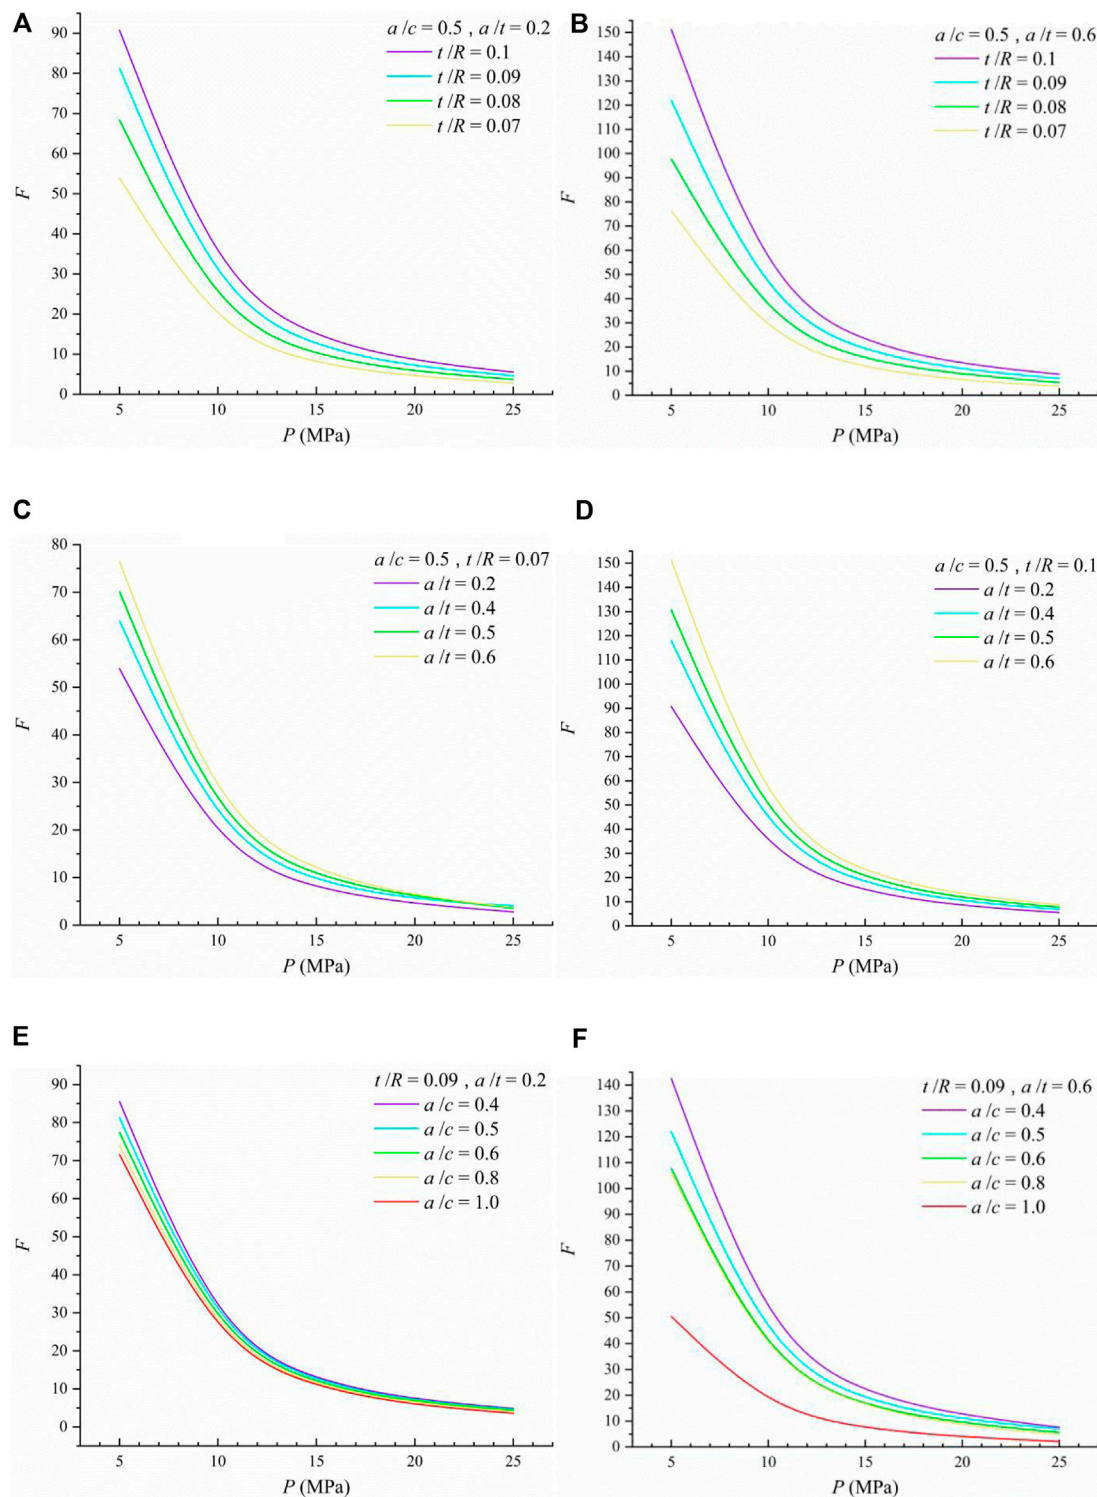 A
a/c = 0.5 , a/t = 0.2
t/R = 0.1
t/R = 0.09
t/R = 0.08
t/R = 0.07
F
90
80
70
60
50
40
30
20
10
0
5 10 15 20 25
P (MPa)
B
a/c = 0.5 , a/t = 0.6
t/R = 0.1
t/R = 0.09
t/R = 0.08
t/R = 0.07
F
150
140
130
120
110
100
90
80
70
60
50
40
30
20
10
0
5 10 15 20 25
P (MPa)
C
a/c = 0.5 , t/R = 0.07
a/t = 0.2
a/t = 0.4
a/t = 0.5
a/t = 0.6
F
80
70
60
50
40
30
20
10
0
5 10 15 20 25
P (MPa)
D
a/c = 0.5 , t/R = 0.1
a/t = 0.2
a/t = 0.4
a/t = 0.5
a/t = 0.6
F
150
140
130
120
110
100
90
80
70
60
50
40
30
20
10
0
5 10 15 20 25
P (MPa)
E
t/R = 0.09 , a/t = 0.2
a/c = 0.4
a/c = 0.5
a/c = 0.6
a/c = 0.8
a/c = 1.0
F
90
80
70
60
50
40
30
20
10
0
5 10 15 20 25
P (MPa)
F
t/R = 0.09 , a/t = 0.6
a/c = 0.4
a/c = 0.5
a/c = 0.6
a/c = 0.8
a/c = 1.0
F
140
130
120
110
100
90
80
70
60
50
40
30
20
10
0
5 10 15 20 25
P (MPa)